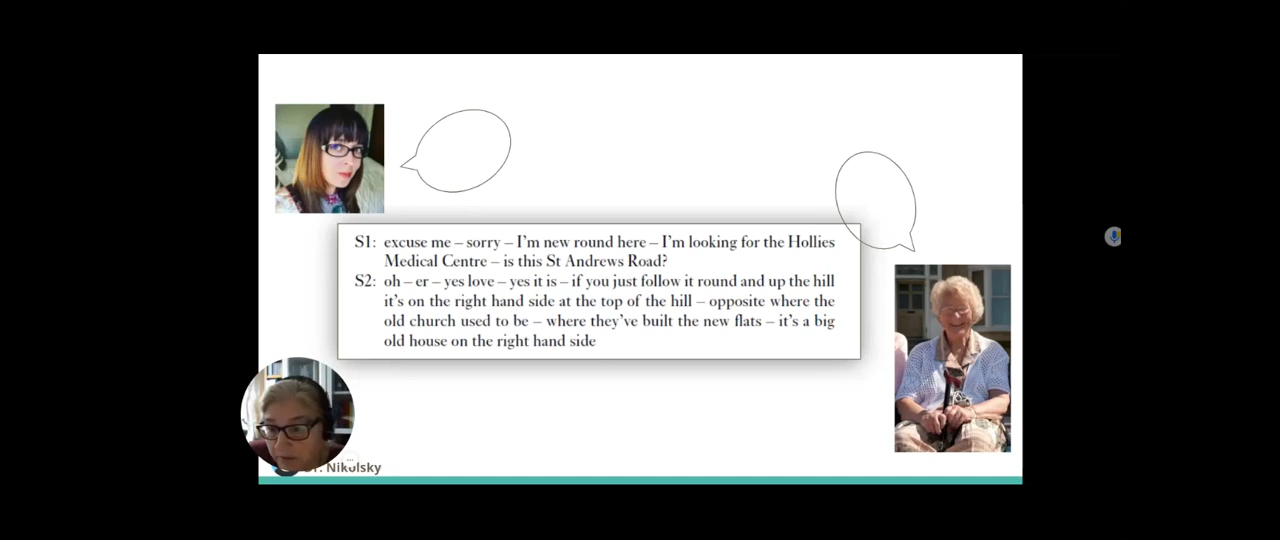 S1: excuse me – sorry – I'm new round here – I'm looking for the Hollies
Medical Centre – is this St Andrews Road?
S2: oh – er – yes love – yes it is – if you just follow it round and up the hill
it's on the right hand side at the top of the hill – opposite where the
old church used to be – where they've built the new flats – it's a big
old house on the right hand side
Nikolsky